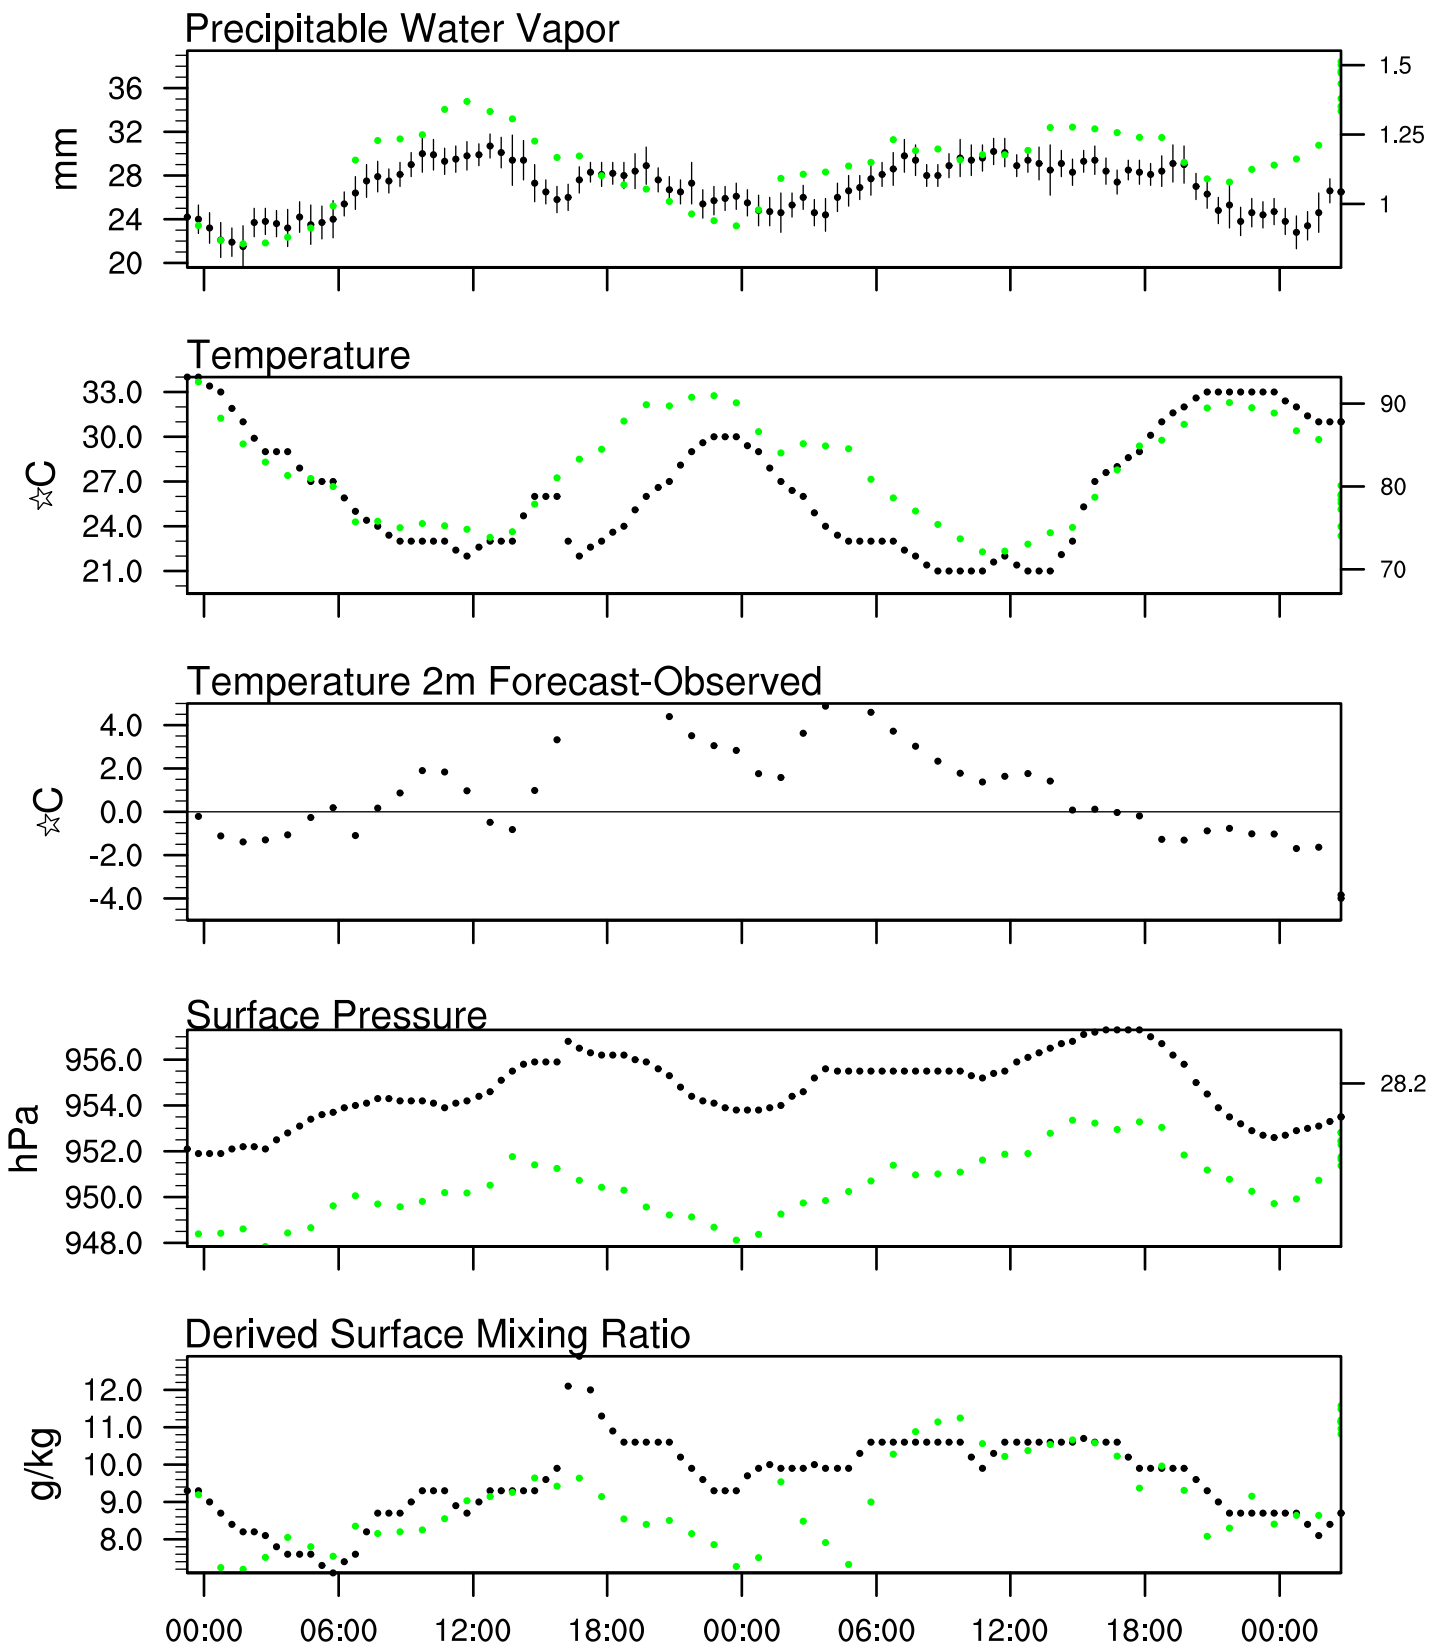 Precipitable Water Vapor
36
32
28
24
20
mm
1.5
1.25
1
Temperature
33.0
30.0
27.0
24.0
21.0
☆C
90
80
70
Temperature 2m Forecast-Observed
4.0
2.0
0.0
-2.0
-4.0
☆C
Surface Pressure
956.0
954.0
952.0
950.0
948.0
hPa
28.2
Derived Surface Mixing Ratio
12.0
11.0
10.0
9.0
8.0
g/kg
00:00 06:00 12:00 18:00 00:00 06:00 12:00 18:00 00:00